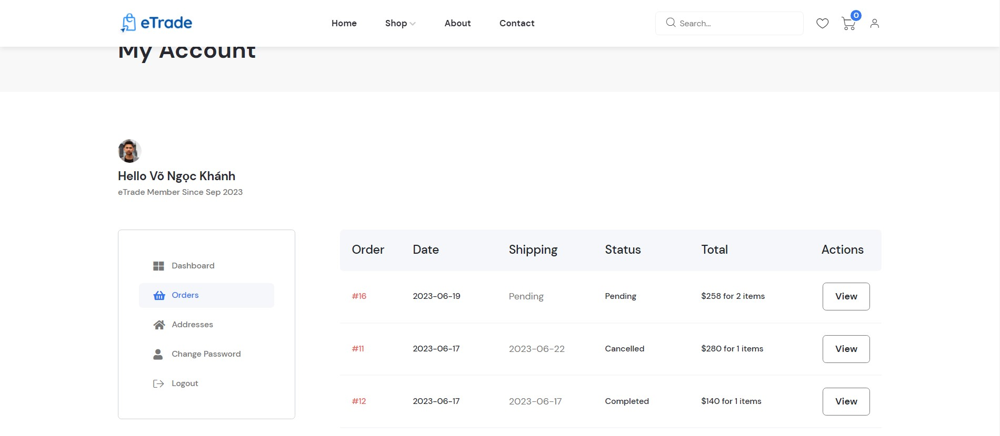 eTrade
Home Shop About Contact
Search...
0
My Account
Hello Võ Ngọc Khánh
eTrade Member Since Sep 2023
Dashboard
Orders
Addresses
Change Password
Logout
Order Date Shipping Status Total Actions
#16 2023-06-19 Pending Pending $258 for 2 items View
#11 2023-06-17 2023-06-22 Cancelled $280 for 1 items View
#12 2023-06-17 2023-06-17 Completed $140 for 1 items View